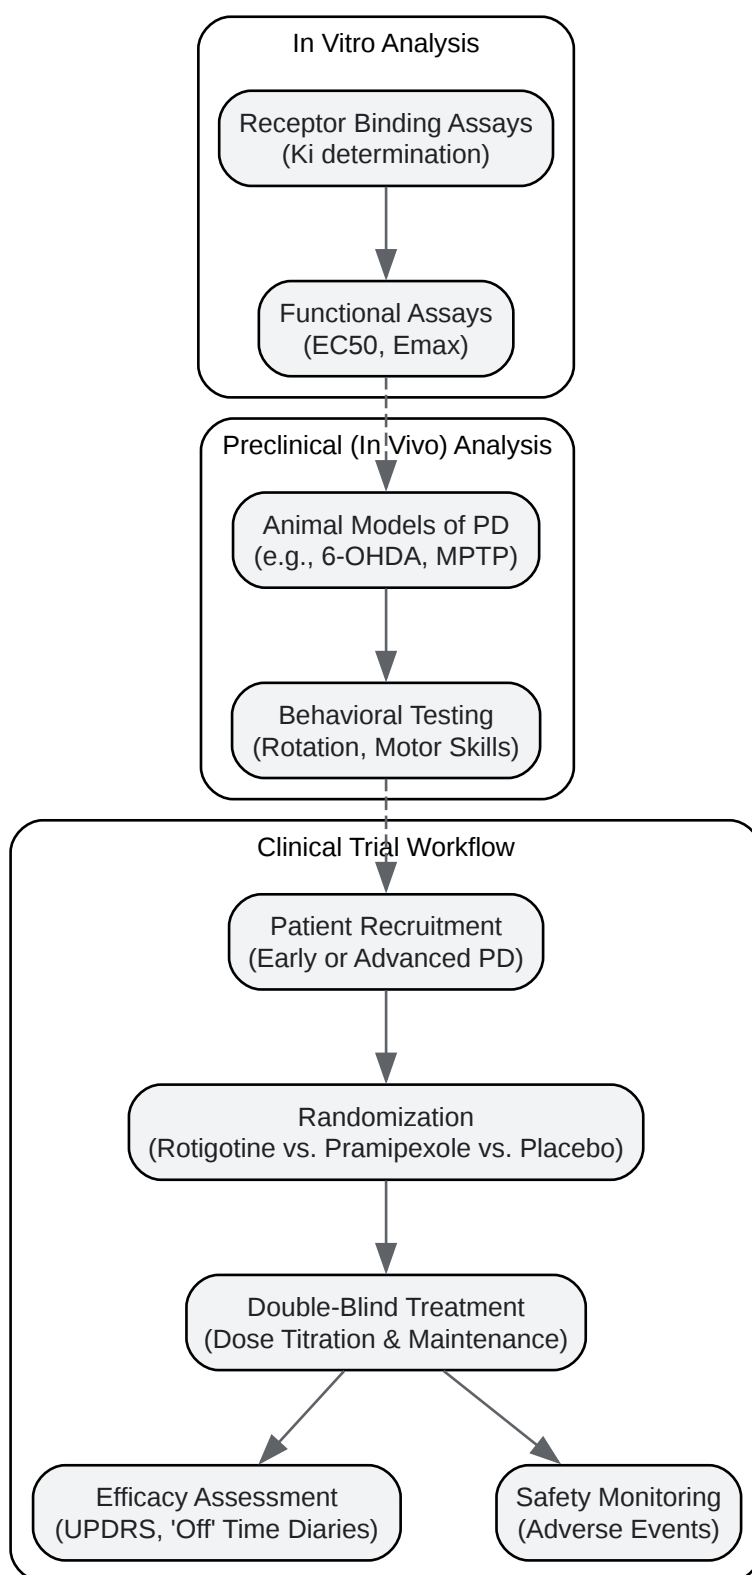 In Vitro Analysis
Receptor Binding Assays
(Ki determination)
Functional Assays
(EC50, Emax)
Preclinical (In Vivo) Analysis
Animal Models of PD
(e.g., 6-OHDA, MPTP)
Behavioral Testing
(Rotation, Motor Skills)
Clinical Trial Workflow
Patient Recruitment
(Early or Advanced PD)
Randomization
(Rotigotine vs. Pramipexole vs. Placebo)
Double-Blind Treatment
(Dose Titration & Maintenance)
Efficacy Assessment
(UPDRS, 'Off' Time Diaries)
Safety Monitoring
(Adverse Events)